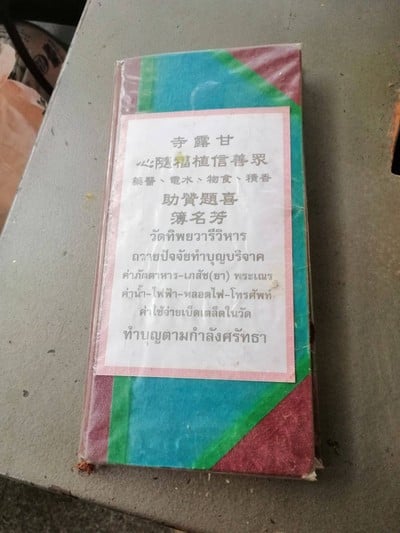 甘露寺
眾善信植福隨心
香積、食物、水電、醫藥
喜題贊助
芳名簿
วัดทิพยวารีวิหาร
ถวายปัจจัยทำบุญบริจาค
ค่าภัตตาหาร-เภสัช(ยา) พระเณร
ค่าน้ำ-ไฟฟ้า-หลอดไฟ-โทรศัพท์
ค่าใช้จ่ายเบ็ดเตล็ดในวัด
ทำบุญตามกำลังศรัทธา